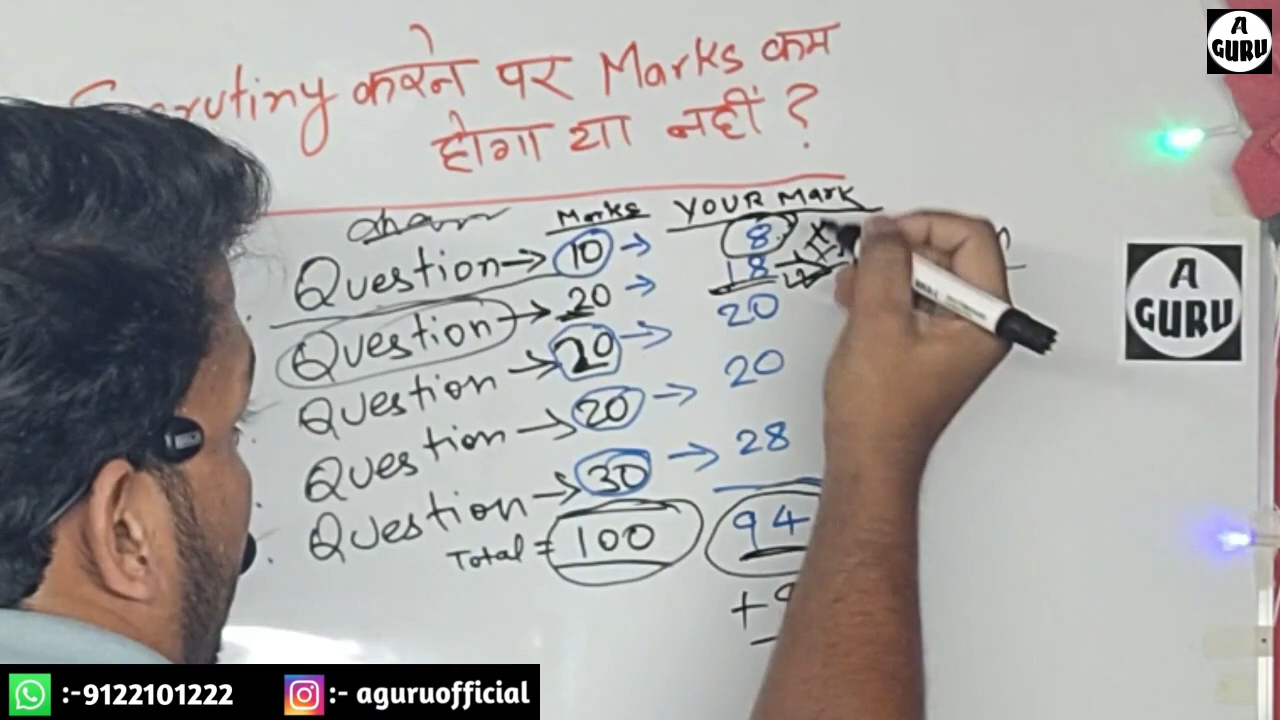 A
GURU
करने पर Marks कम
होगा या नहीं ?
Marks YOUR MARK
Question → 10 → 8
Question → 20 → 18
Question → 20 → 20
Question → 20 → 20
Question → 30 → 28
Total = 100 94
A
GURU
:-9122101222 :- aguruofficial